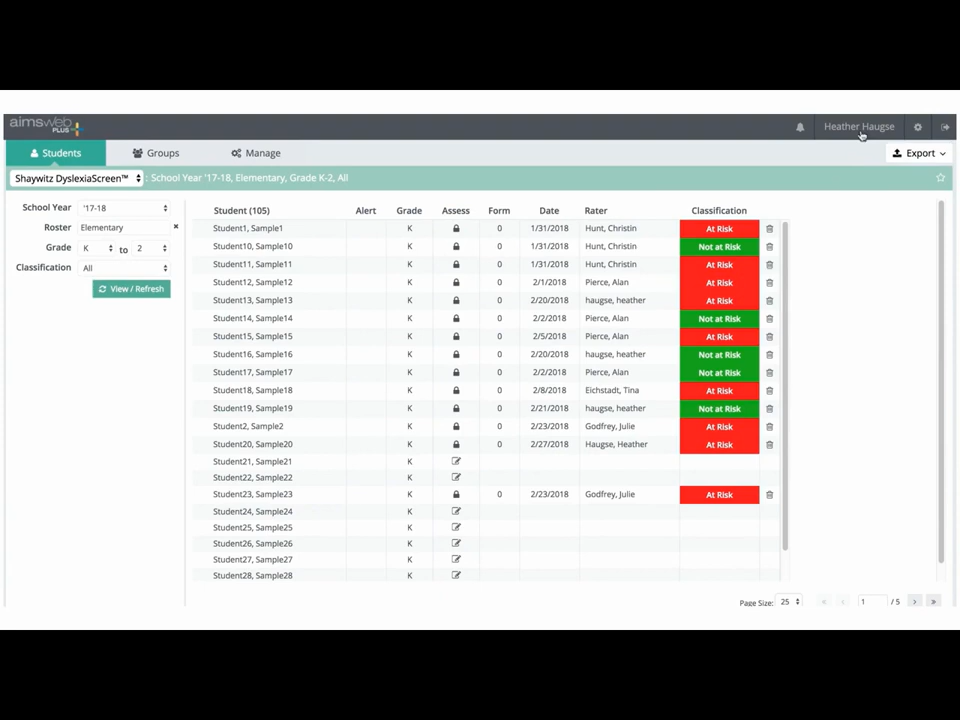 aimsweb PLUS
Heather Haugse
Students Groups Manage Export
Shaywitz DyslexiaScreen™ : School Year '17-18, Elementary, Grade K-2, All
School Year '17-18
Roster Elementary
Grade K to 2
Classification All
View / Refresh
Student (105) Alert Grade Assess Form Date Rater Classification
Student1, Sample1 K 0 1/31/2018 Hunt, Christin At Risk
Student10, Sample10 K 0 1/31/2018 Hunt, Christin Not at Risk
Student11, Sample11 K 0 1/31/2018 Hunt, Christin At Risk
Student12, Sample12 K 0 2/1/2018 Pierce, Alan At Risk
Student13, Sample13 K 0 2/20/2018 haugse, heather At Risk
Student14, Sample14 K 0 2/2/2018 Pierce, Alan Not at Risk
Student15, Sample15 K 0 2/5/2018 Pierce, Alan At Risk
Student16, Sample16 K 0 2/20/2018 haugse, heather Not at Risk
Student17, Sample17 K 0 2/2/2018 Pierce, Alan Not at Risk
Student18, Sample18 K 0 2/8/2018 Eichstadt, Tina At Risk
Student19, Sample19 K 0 2/21/2018 haugse, heather Not at Risk
Student2, Sample2 K 0 2/23/2018 Godfrey, Julie At Risk
Student20, Sample20 K 0 2/27/2018 Haugse, Heather At Risk
Student21, Sample21 K
Student22, Sample22 K
Student23, Sample23 K 0 2/23/2018 Godfrey, Julie At Risk
Student24, Sample24 K
Student25, Sample25 K
Student26, Sample26 K
Student27, Sample27 K
Student28, Sample28 K
Page Size: 25 « ‹ 1 / 5 › »